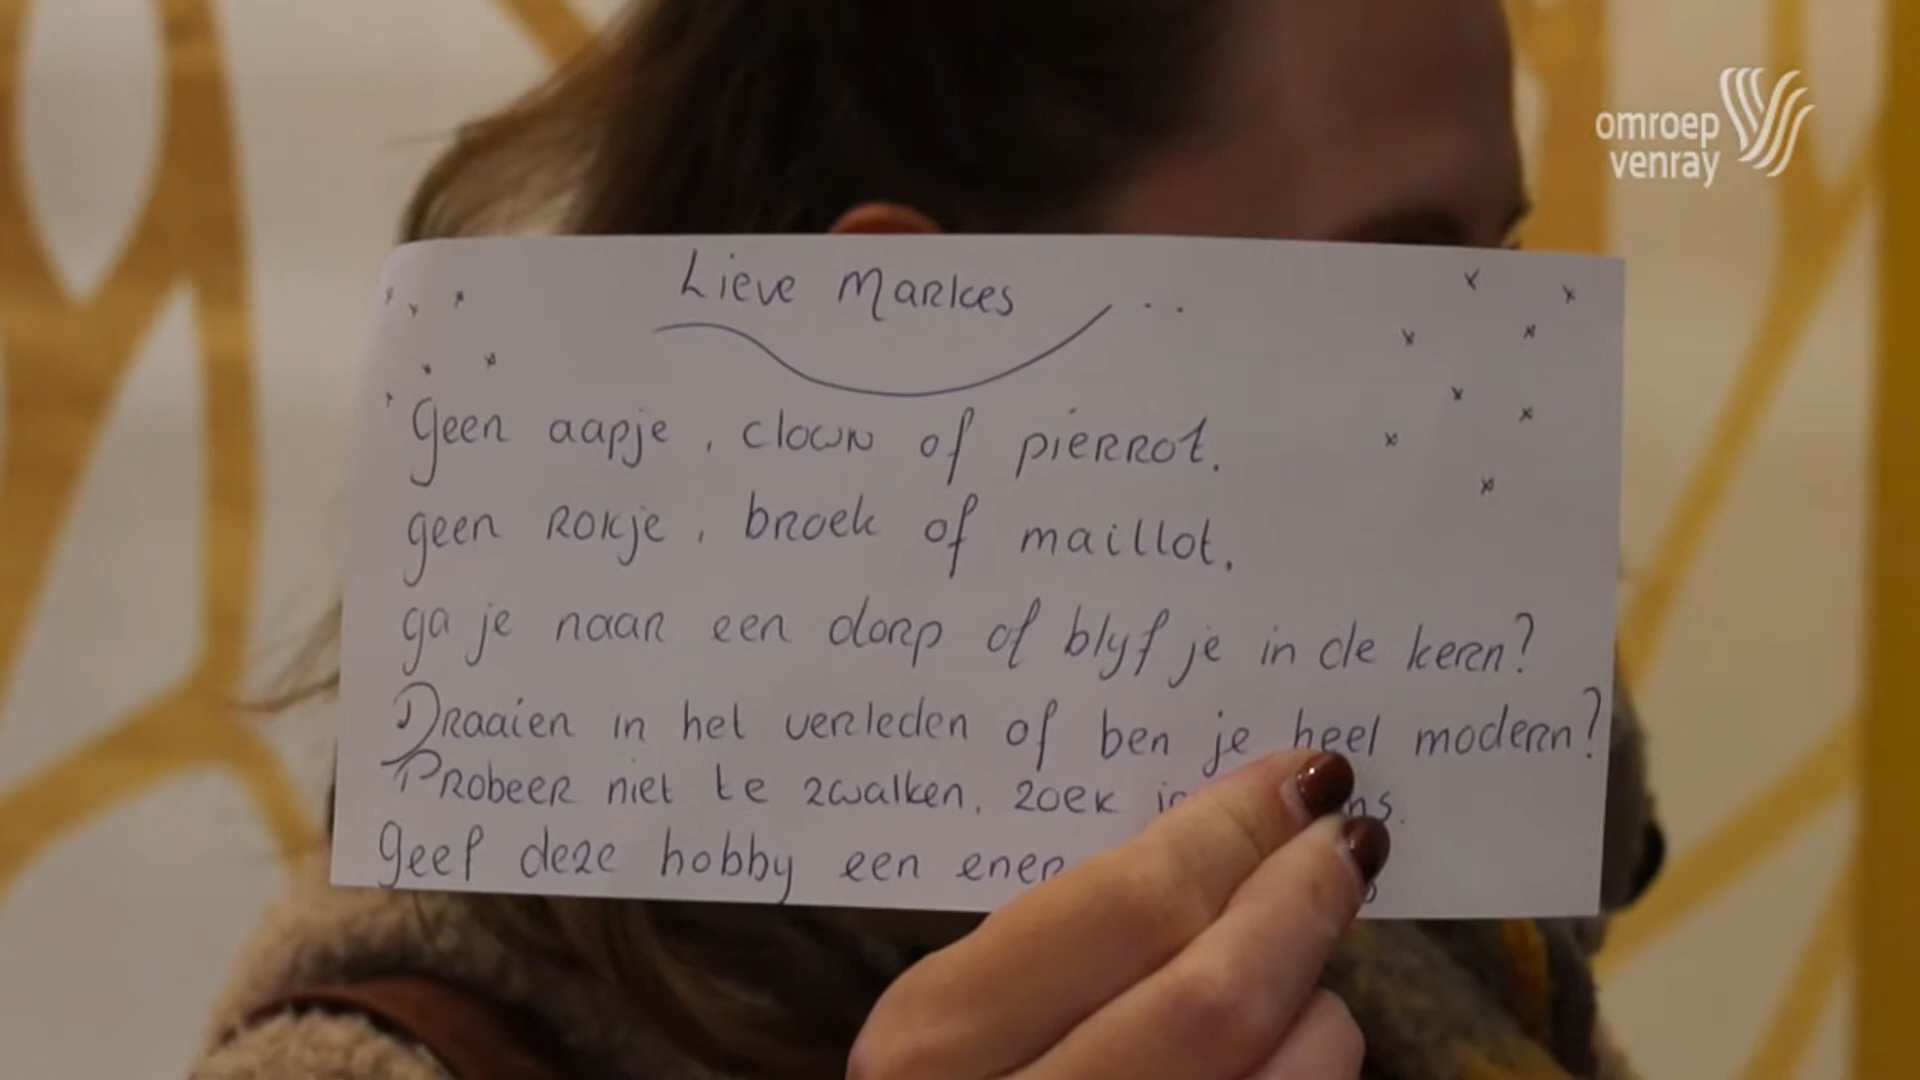 omroep
venray
Lieve Markes ..
Geen aapje, clown of pierrot.
geen Rokje, broek of maillot.
ga je naar een dorp of blyf je in de kern?
Draaien in het verleden of ben je heel modern?
Probeer niet te zwalken, zoek
Geef deze hobby een